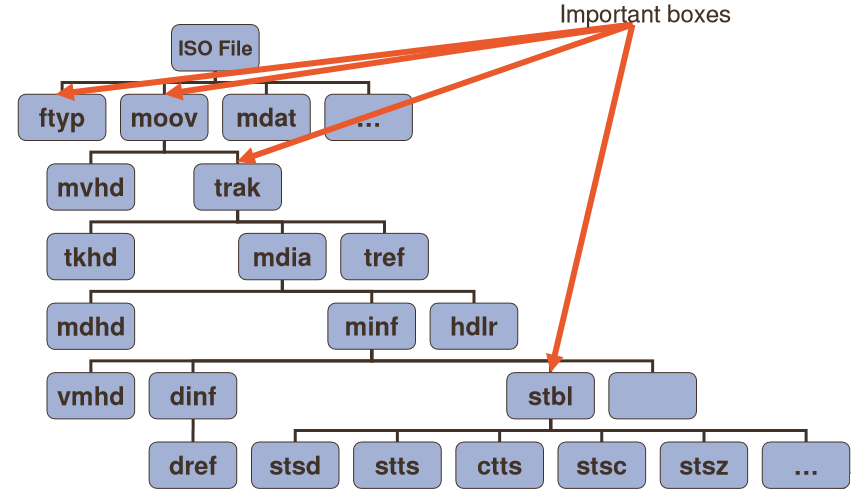 Important boxes
ISO File
ftyp moov mdat ...
mvhd trak
tkhd mdia tref
mdhd minf hdlr
vmhd dinf stbl
dref stsd stts ctts stsc stsz ...